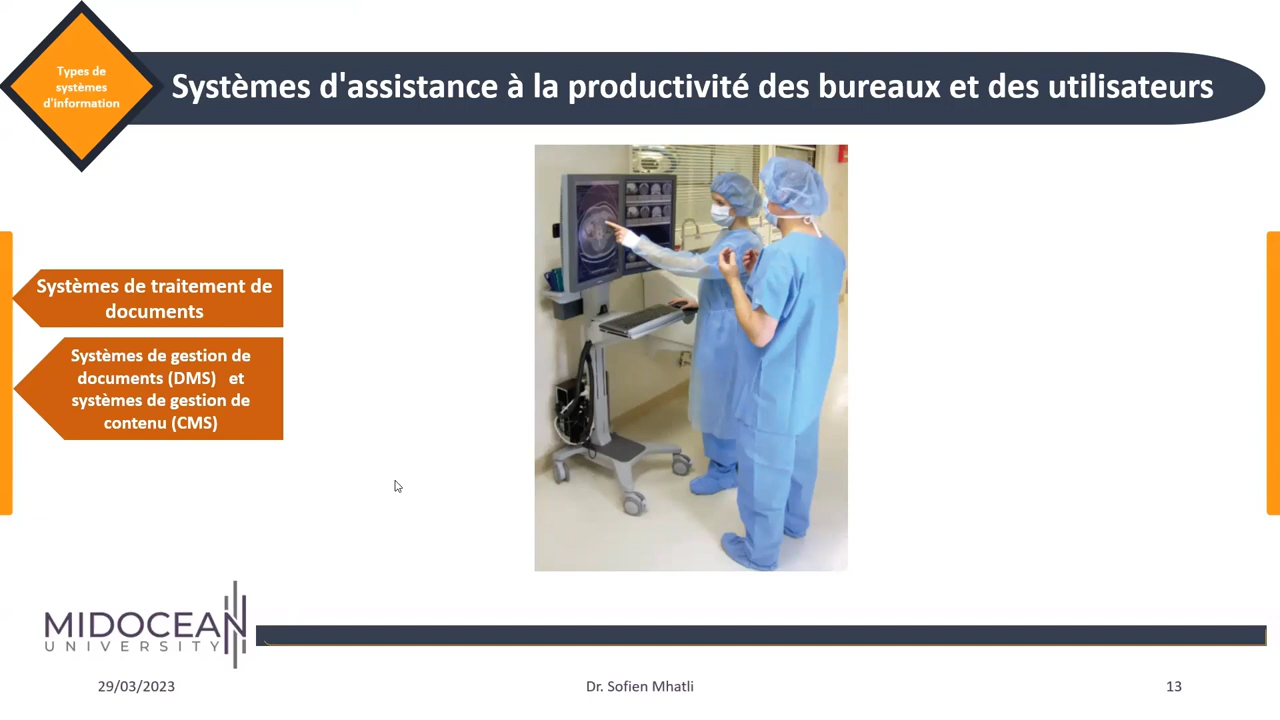 Types de
systèmes
d'information
Systèmes d'assistance à la productivité des bureaux et des utilisateurs
Systèmes de traitement de
documents
Systèmes de gestion de
documents (DMS) et
systèmes de gestion de
contenu (CMS)
MIDOCEAN
UNIVERSITY
29/03/2023
Dr. Sofien Mhatli
13